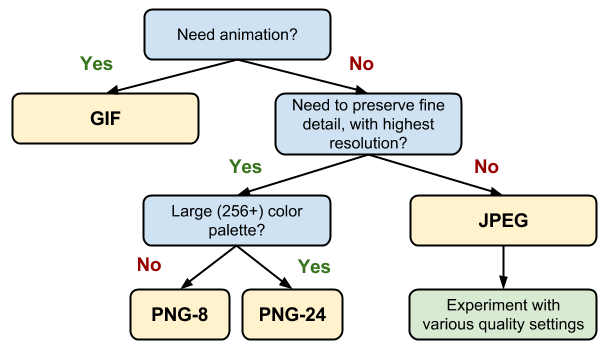 Need animation?
Yes
No
GIF
Need to preserve fine
detail, with highest
resolution?
Yes
No
Large (256+) color
palette?
JPEG
No
Yes
PNG-8
PNG-24
Experiment with
various quality settings